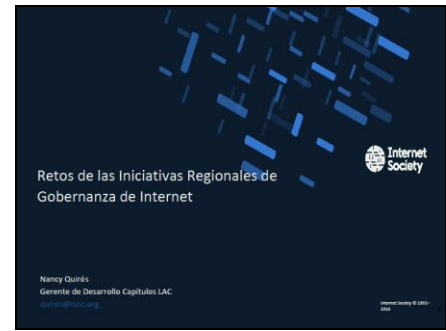 Internet
Society
Retos de las Iniciativas Regionales de
Gobernanza de Internet
Nancy Quirós
Gerente de Desarrollo Capítulos LAC
quiros@isoc.org
Internet Society © 1992–
2016